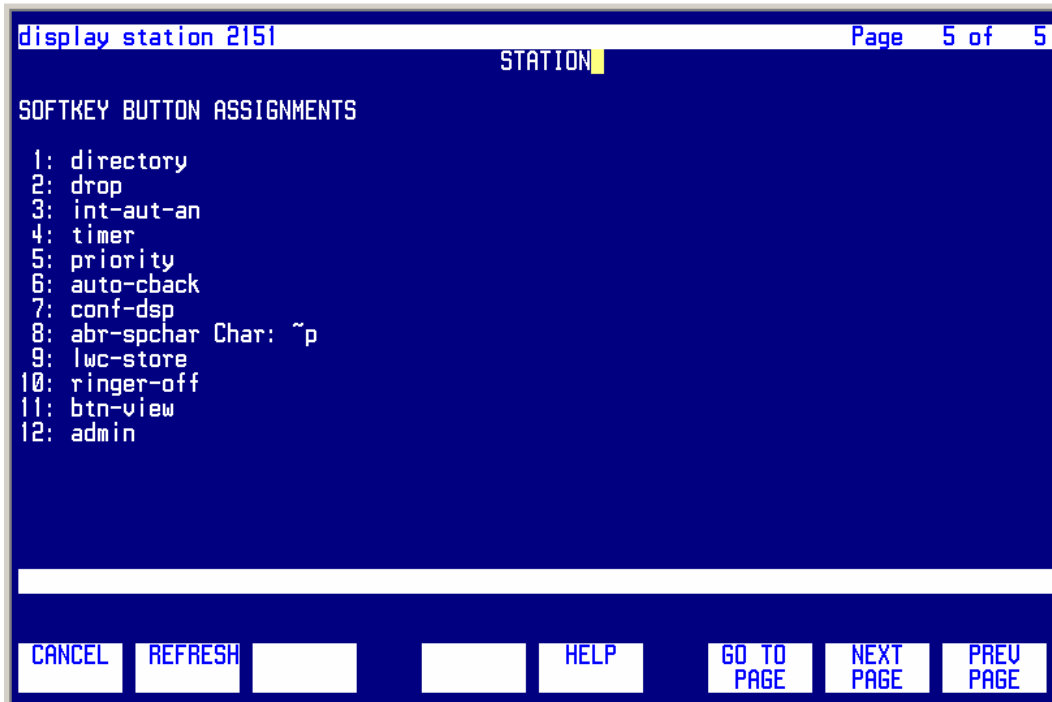 display station 2151 Page 5 of 5
STATION
SOFTKEY BUTTON ASSIGNMENTS
1: directory
2: drop
3: int-aut-an
4: timer
5: priority
6: auto-cback
7: conf-dsp
8: abr-spchar Char: ~p
9: lwc-store
10: ringer-off
11: btn-view
12: admin
CANCEL REFRESH HELP GO TO PAGE NEXT PAGE PREV PAGE